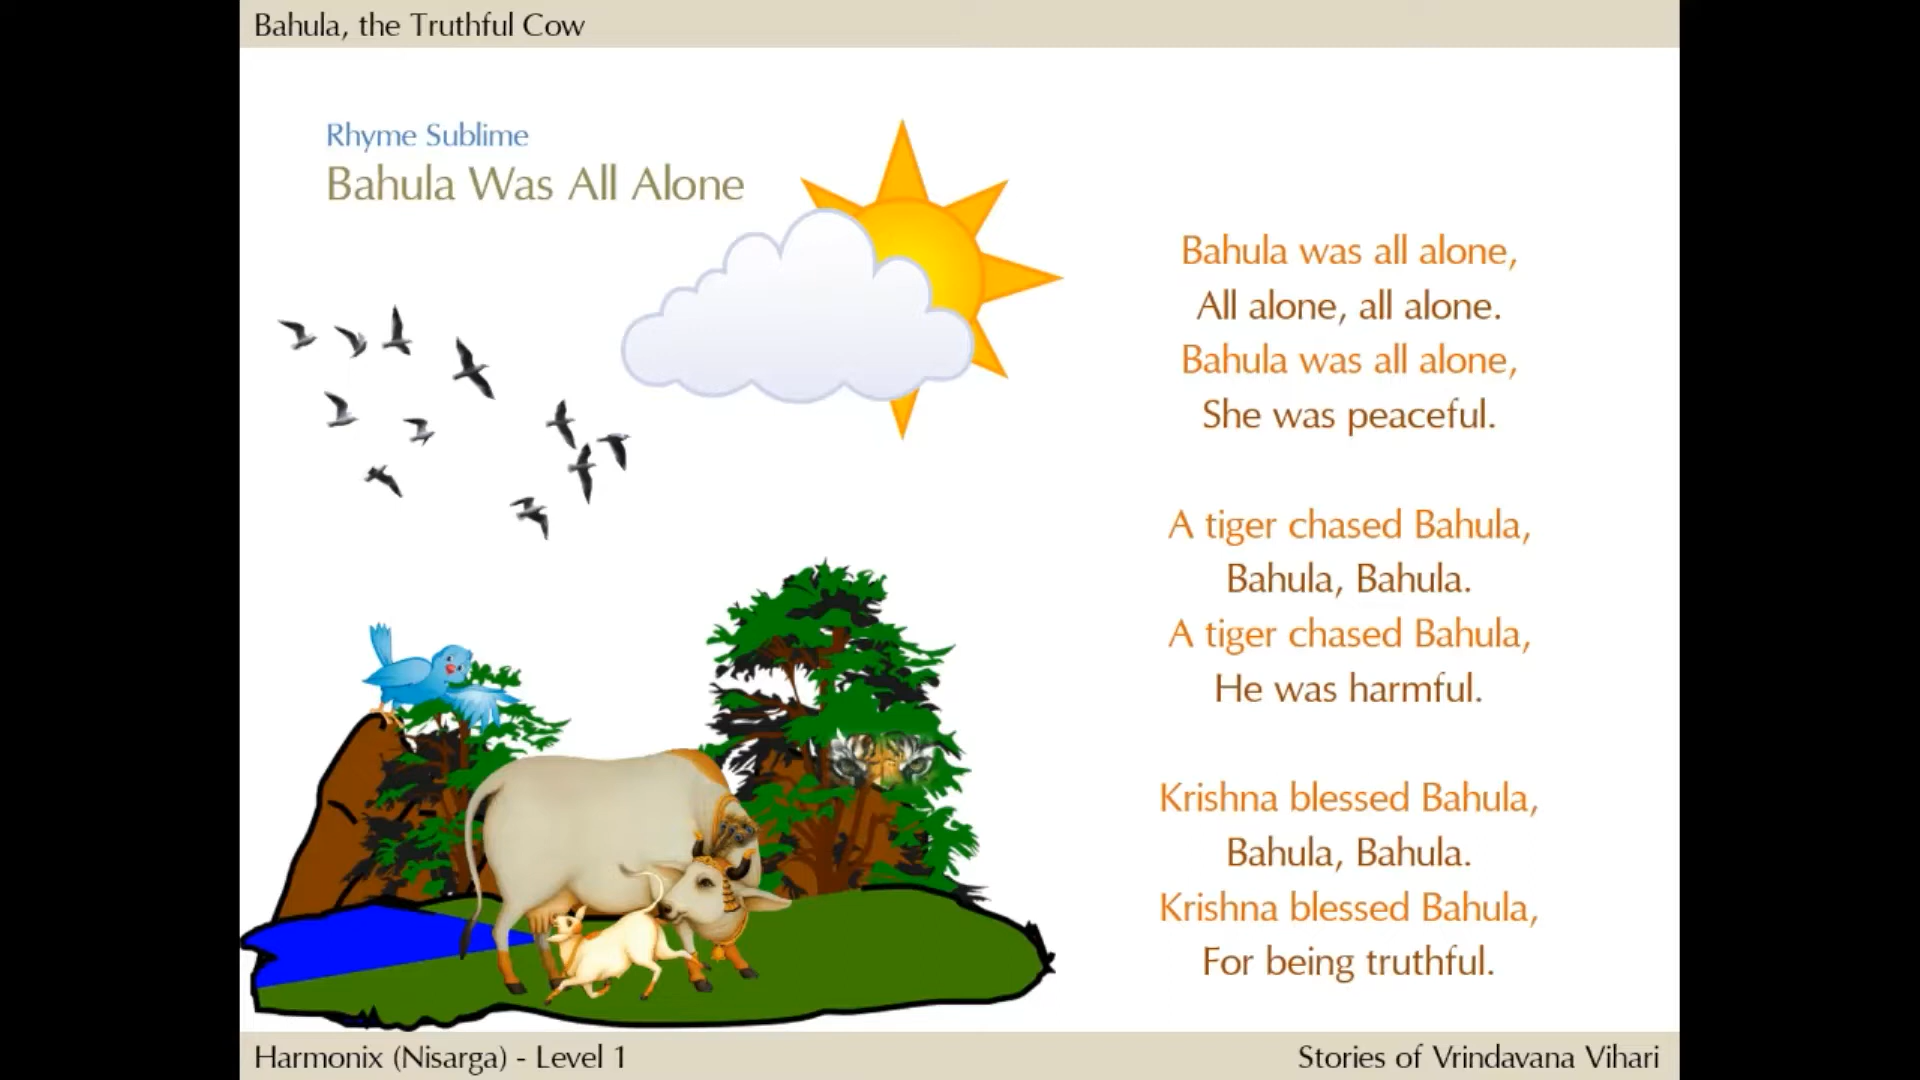 Bahula, the Truthful Cow
Rhyme Sublime
Bahula Was All Alone
Bahula was all alone,
All alone, all alone.
Bahula was all alone,
She was peaceful.
A tiger chased Bahula,
Bahula, Bahula.
A tiger chased Bahula,
He was harmful.
Krishna blessed Bahula,
Bahula, Bahula.
Krishna blessed Bahula,
For being truthful.
Harmonix (Nisarga) - Level 1
Stories of Vrindavana Vihari